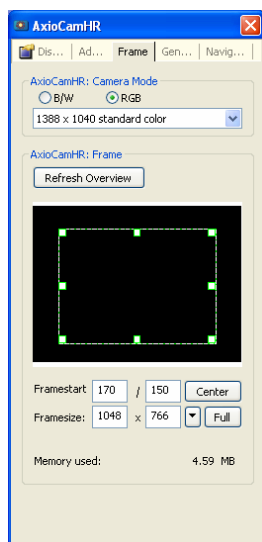 AxioCamHR
Dis... Ad... Frame Gen... Navig...
AxioCamHR: Camera Mode
B/W RGB
1388 x 1040 standard color
AxioCamHR: Frame
Refresh Overview
Framestart 170 / 150 Center
Framesize: 1048 x 766 Full
Memory used: 4.59 MB